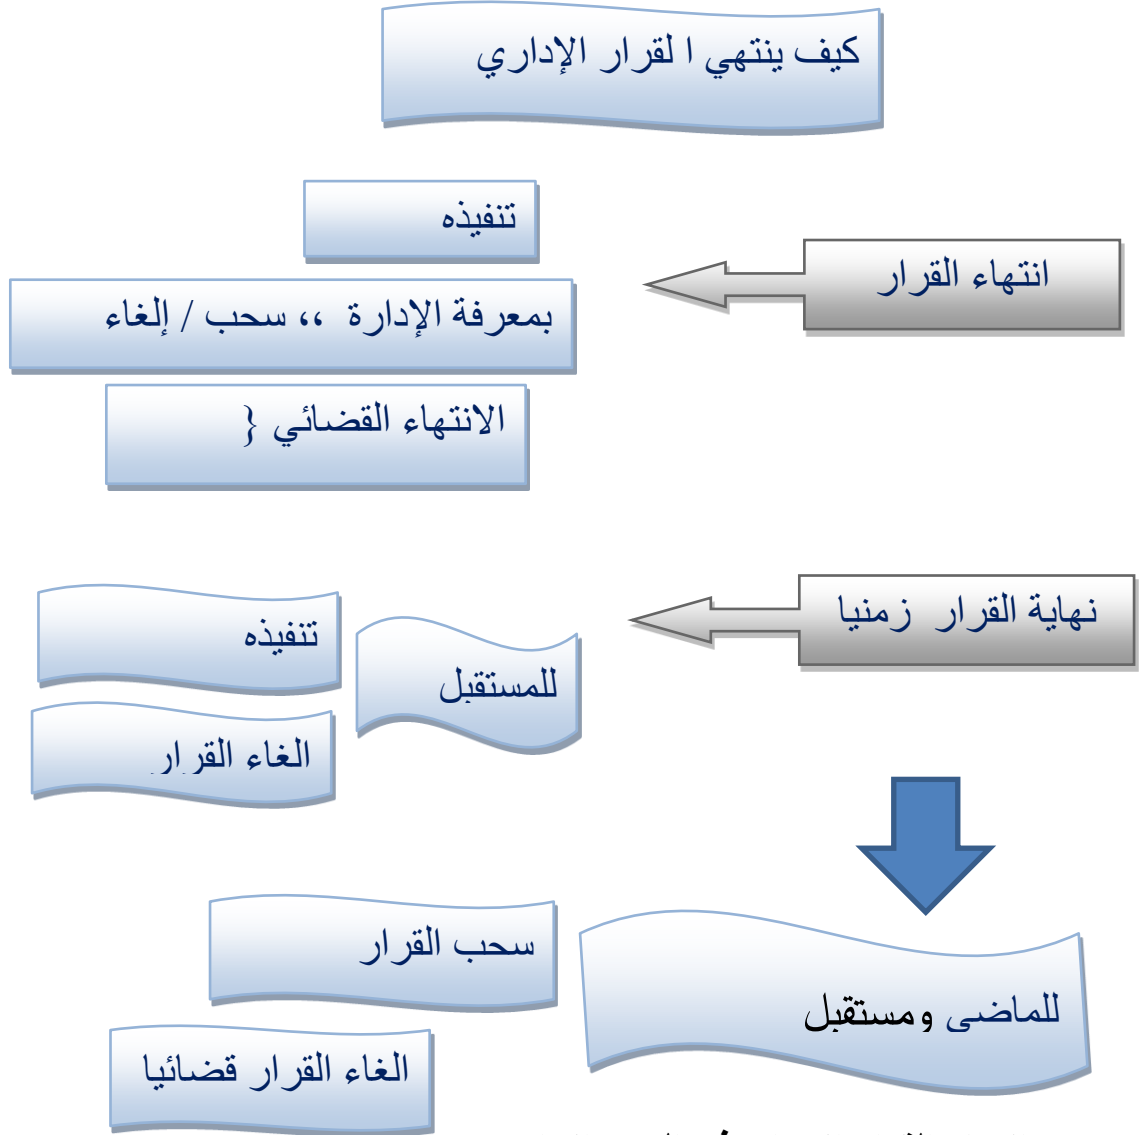 كيف ينتهي ا لقرار الإداري
انتهاء القرار
تنفيذه
بمعرفة الإدارة ،، سحب / إلغاء
الانتهاء القضائي {
نهاية القرار زمنيا
للمستقبل
تنفيذه
الغاء القرار
للماضي ومستقبل
سحب القرار
الغاء القرار قضائيا